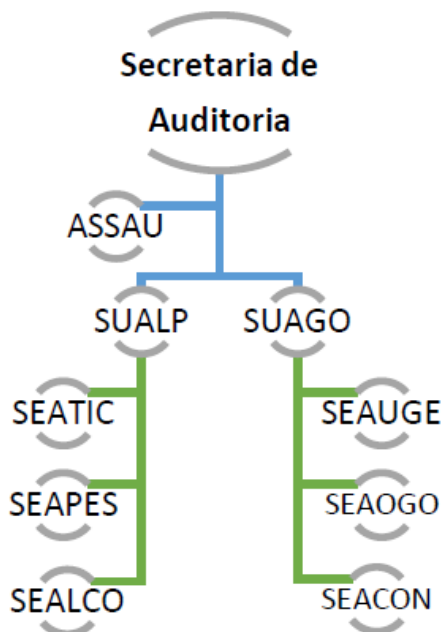 Secretaria de
Auditoria
ASSAU
SUALP
SUAGO
SEATIC
SEAUGE
SEAPES
SEAOGO
SEALCO
SEACON